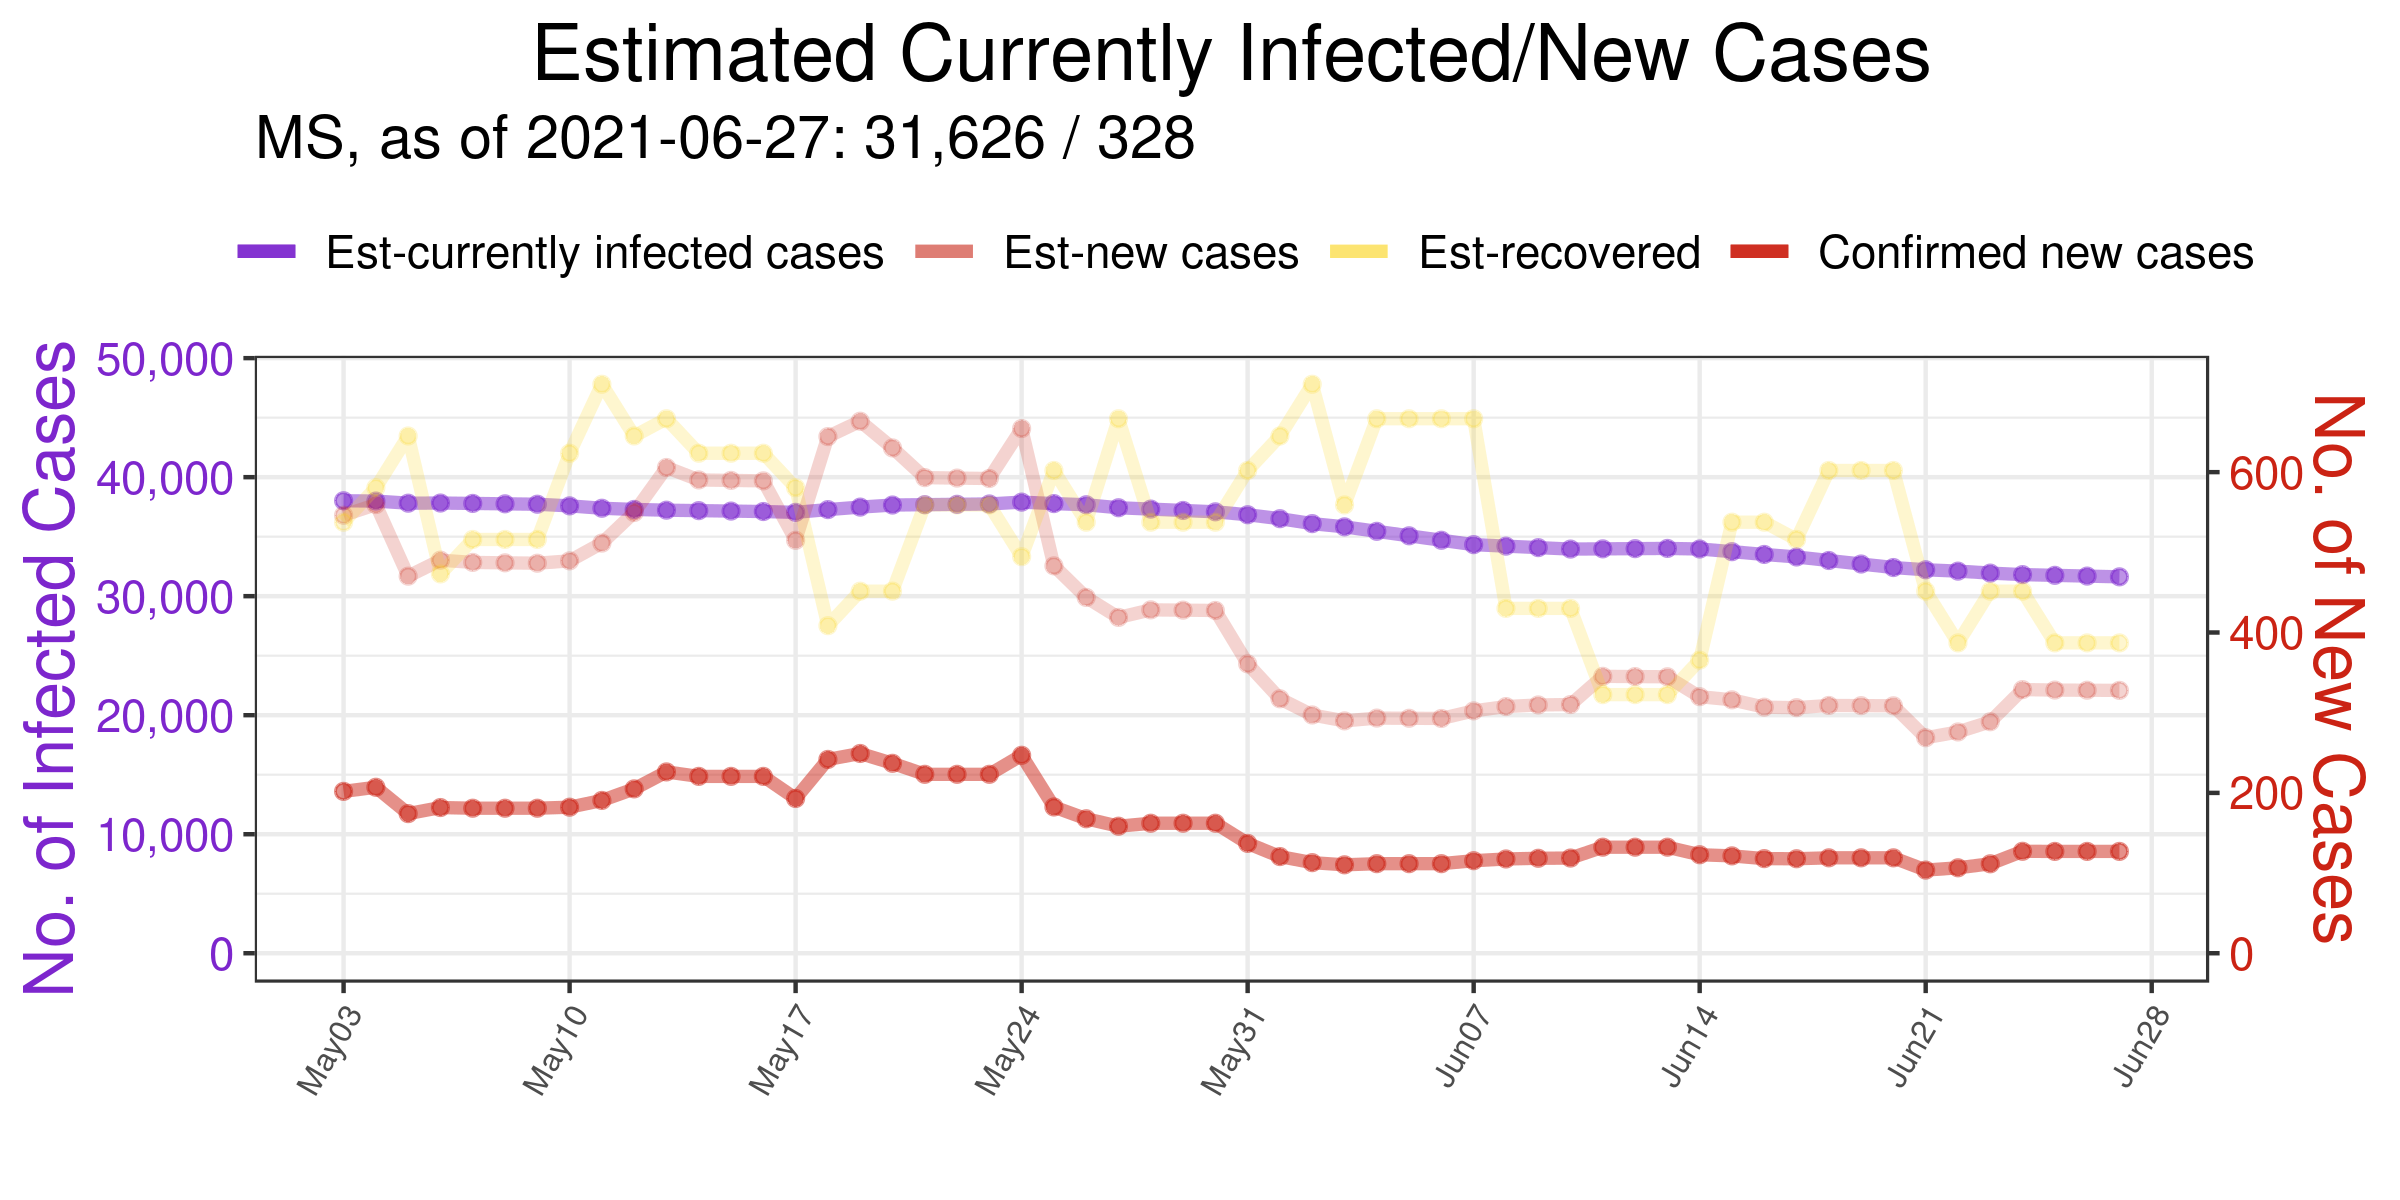 Estimated Currently Infected/New Cases
MS, as of 2021-06-27: 31,626 / 328
Est-currently infected cases
Est-new cases
Est-recovered
Confirmed new cases
No. of Infected Cases
50,000
40,000
30,000
20,000
10,000
0
600
400
200
0
No. of New Cases
May03
May10
May17
May24
May31
Jun07
Jun14
Jun21
Jun28